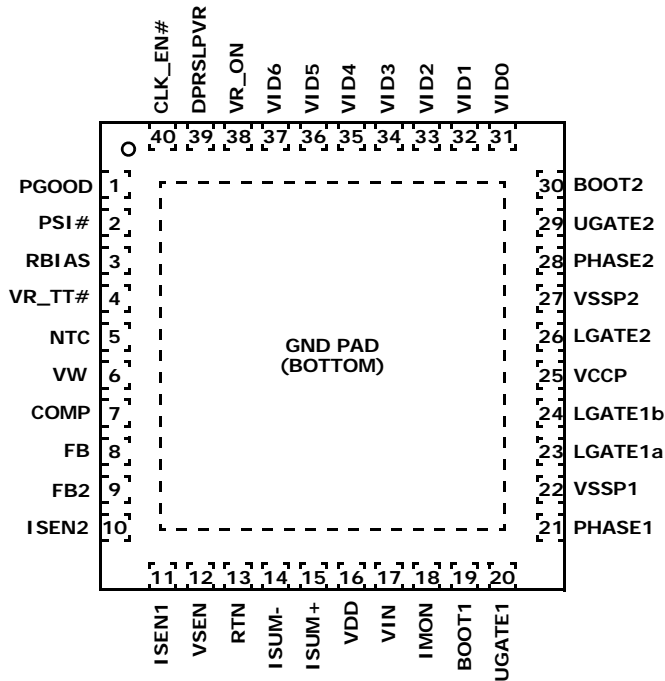 CLK_EN#
DPRSLPVR
VR_ON
VID6
VID5
VID4
VID3
VID2
VID1
VID0
40 39 38 37 36 35 34 33 32 31
PGOOD 1
PSI# 2
RBIAS 3
VR_TT# 4
NTC 5
VW 6
COMP 7
FB 8
FB2 9
ISEN2 10
GND PAD
(BOTTOM)
30 BOOT2
29 UGATE2
28 PHASE2
27 VSSP2
26 LGATE2
25 VCCP
24 LGATE1b
23 LGATE1a
22 VSSP1
21 PHASE1
11 12 13 14 15 16 17 18 19 20
ISEN1
VSEN
RTN
ISUM-
ISUM+
VDD
VIN
IMON
BOOT1
UGATE1